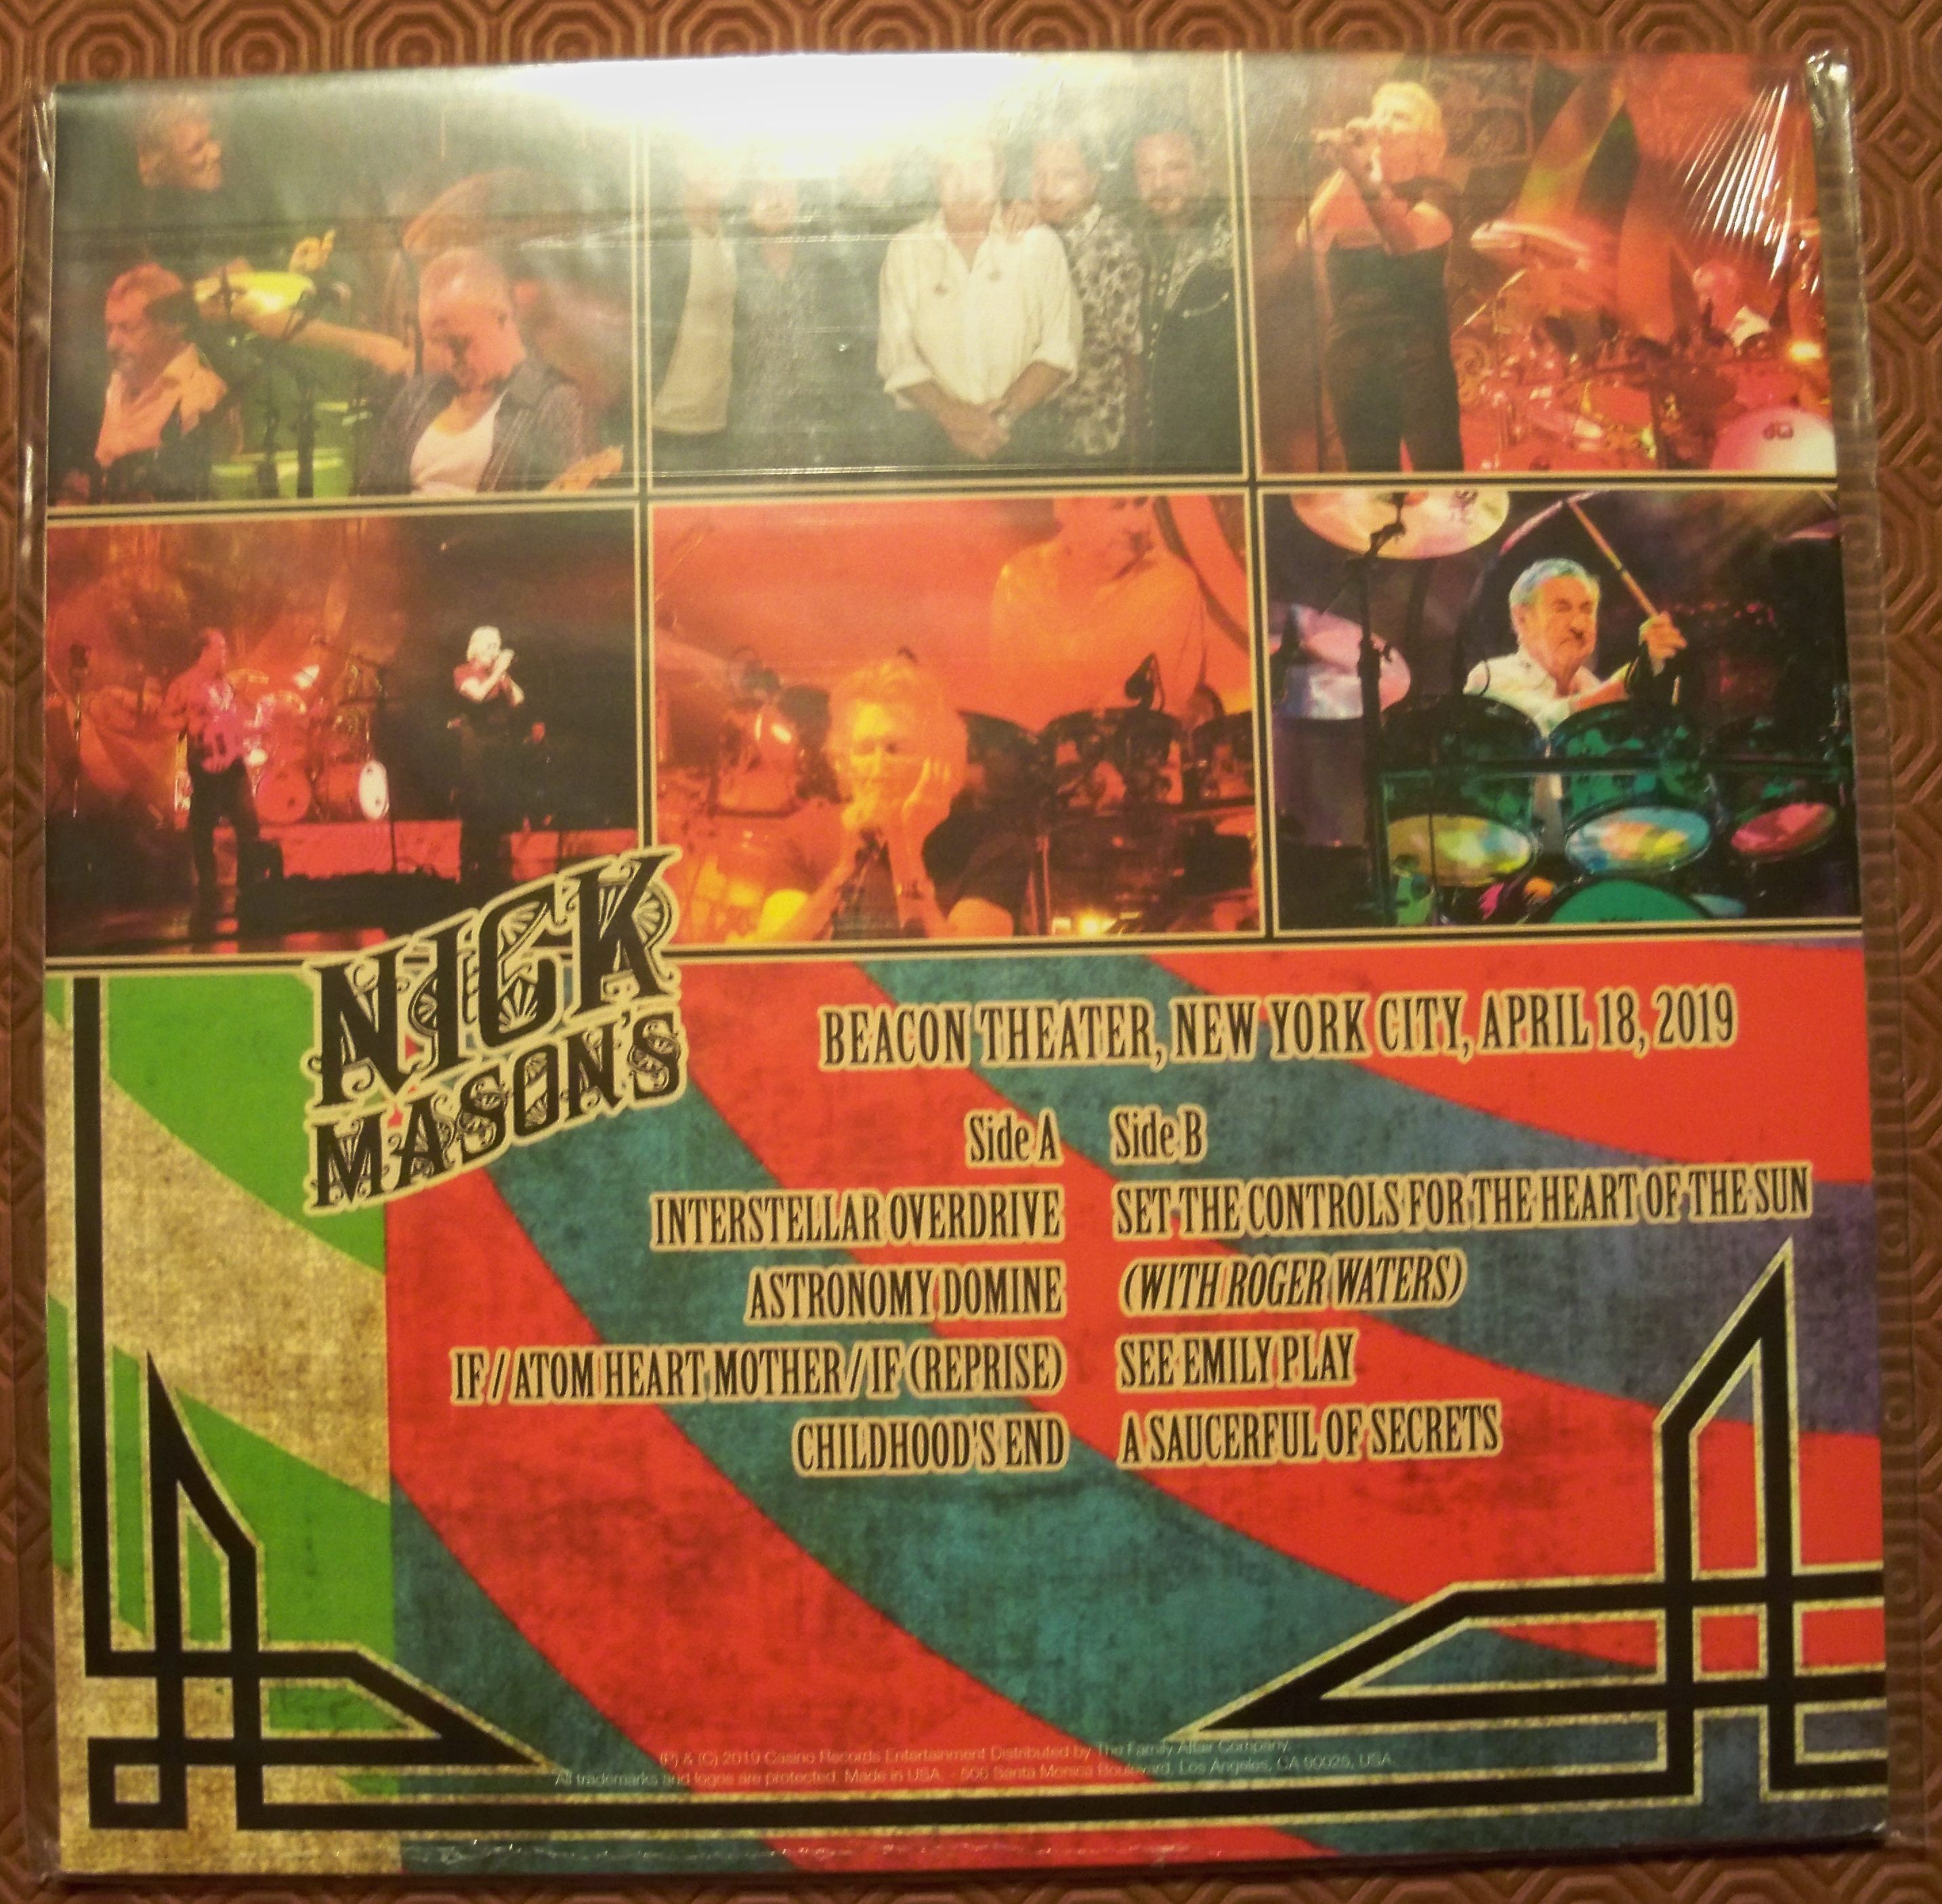 NICK
MASON'S
BEACON THEATER, NEW YORK CITY, APRIL 18, 2019
Side A
INTERSTELLAR OVERDRIVE
ASTRONOMY DOMINE
IF / ATOM HEART MOTHER / IF (REPRISE)
CHILDHOOD'S END
Side B
SET THE CONTROLS FOR THE HEART OF THE SUN
(WITH ROGER WATERS)
SEE EMILY PLAY
A SAUCERFUL OF SECRETS
(P) & (C) 2019 Casino Records Entertainment Distributed by The Family Affair Company.
All trademarks and logos are protected. Made in USA. - 506 Santa Monica Boulevard, Los Angeles, CA 90025, USA